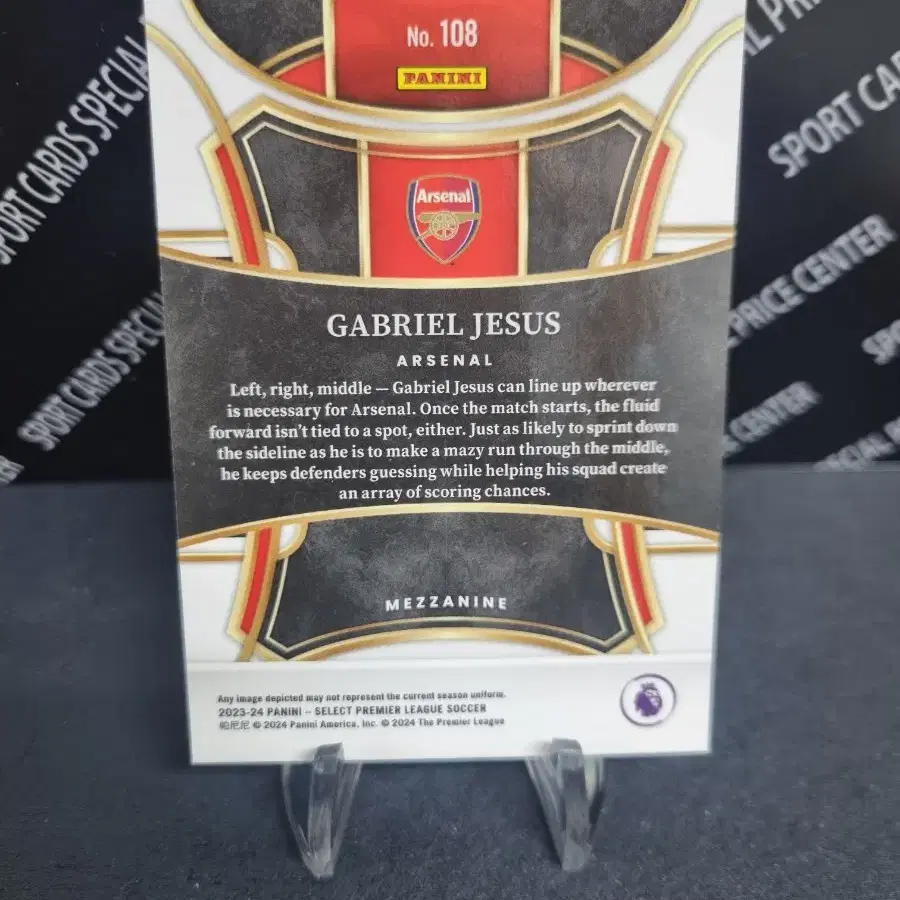 No. 108
PANINI
Arsenal
GABRIEL JESUS
ARSENAL
Left, right, middle — Gabriel Jesus can line up wherever
is necessary for Arsenal. Once the match starts, the fluid
forward isn't tied to a spot, either. Just as likely to sprint down
the sideline as he is to make a mazy run through the middle,
he keeps defenders guessing while helping his squad create
an array of scoring chances.
MEZZANINE
Any image depicted may not represent the current season uniform.
2023-24 PANINI – SELECT PREMIER LEAGUE SOCCER
帕尼尼 © 2024 Panini America, Inc. © 2024 The Premier League
SPORT CARDS SPECIAL
SPORT CARDS SPECIAL
PRICE CENTER
SPORT CA
PRICE CENTER
CENTER